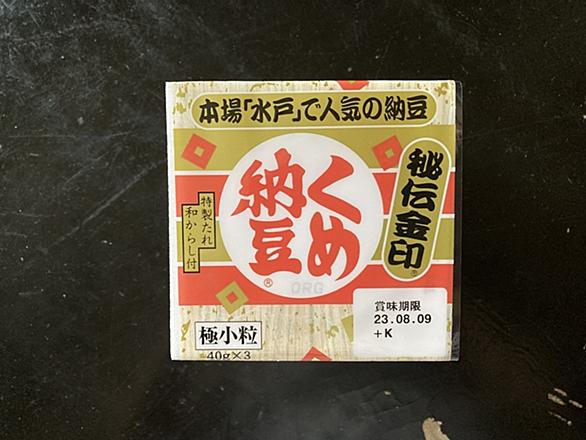 本場「水戸」で人気の納豆
秘伝金印
くめ
納豆
®
ORG
特製たれ
和からし付
賞味期限
23.08.09
+K
極小粒
40g×3